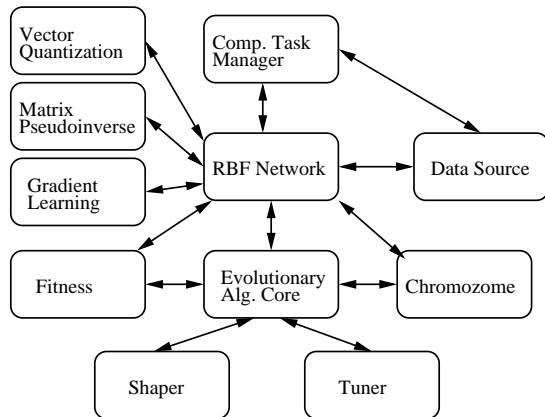 Vector
Quantization
Comp. Task
Manager
Matrix
Pseudoinverse
RBF Network
Data Source
Gradient
Learning
Fitness
Evolutionary
Alg. Core
Chromozome
Shaper
Tuner